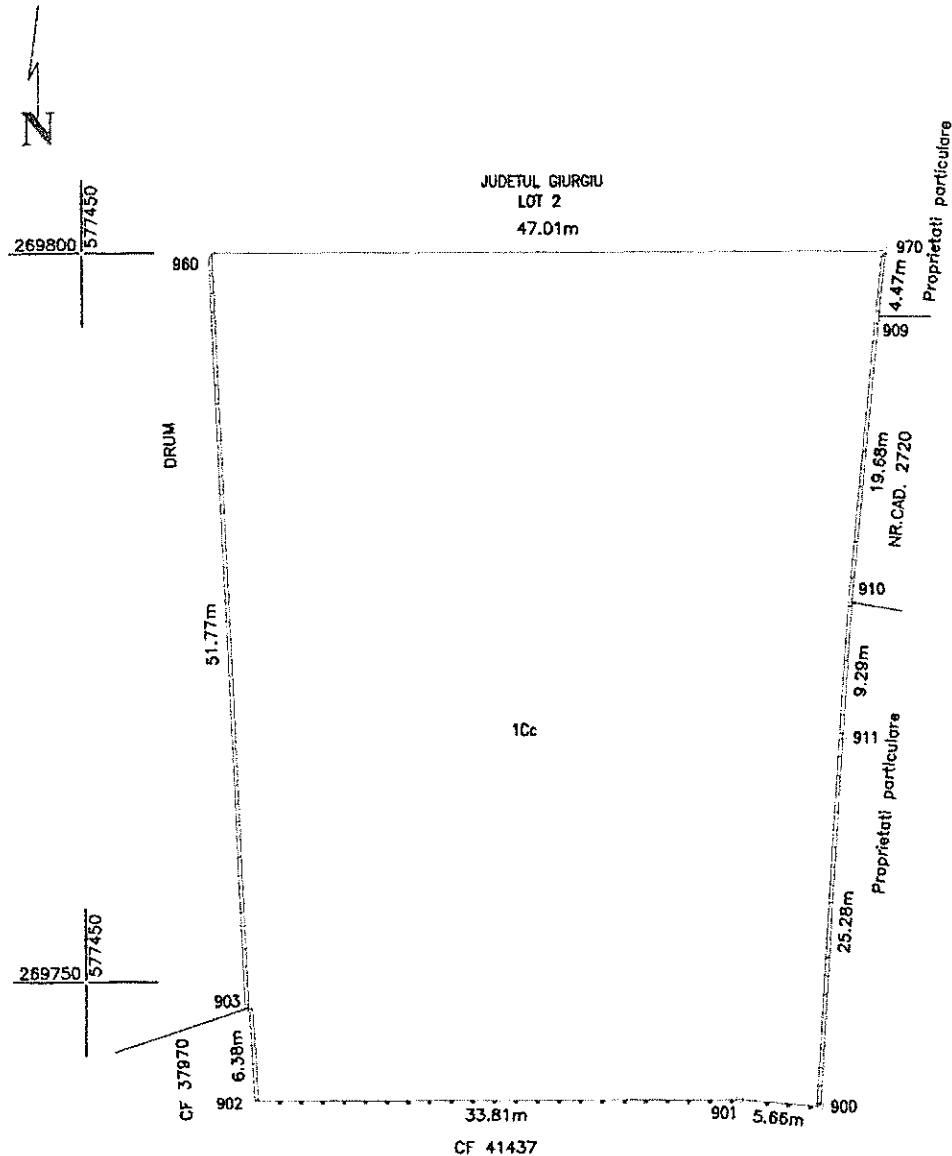 N
JUDETUL GIURGIU
LOT 2
47.01m
577450
269800
960
970
4.47m
Proprietati particulare
909
DRUM
19.68m
NR.CAD. 2720
910
51.77m
9.29m
1Cc
911
Proprietati particulare
25.28m
577450
269750
903
6.38m
CF 37970
902
33.81m
901
5.66m
900
CF 41437